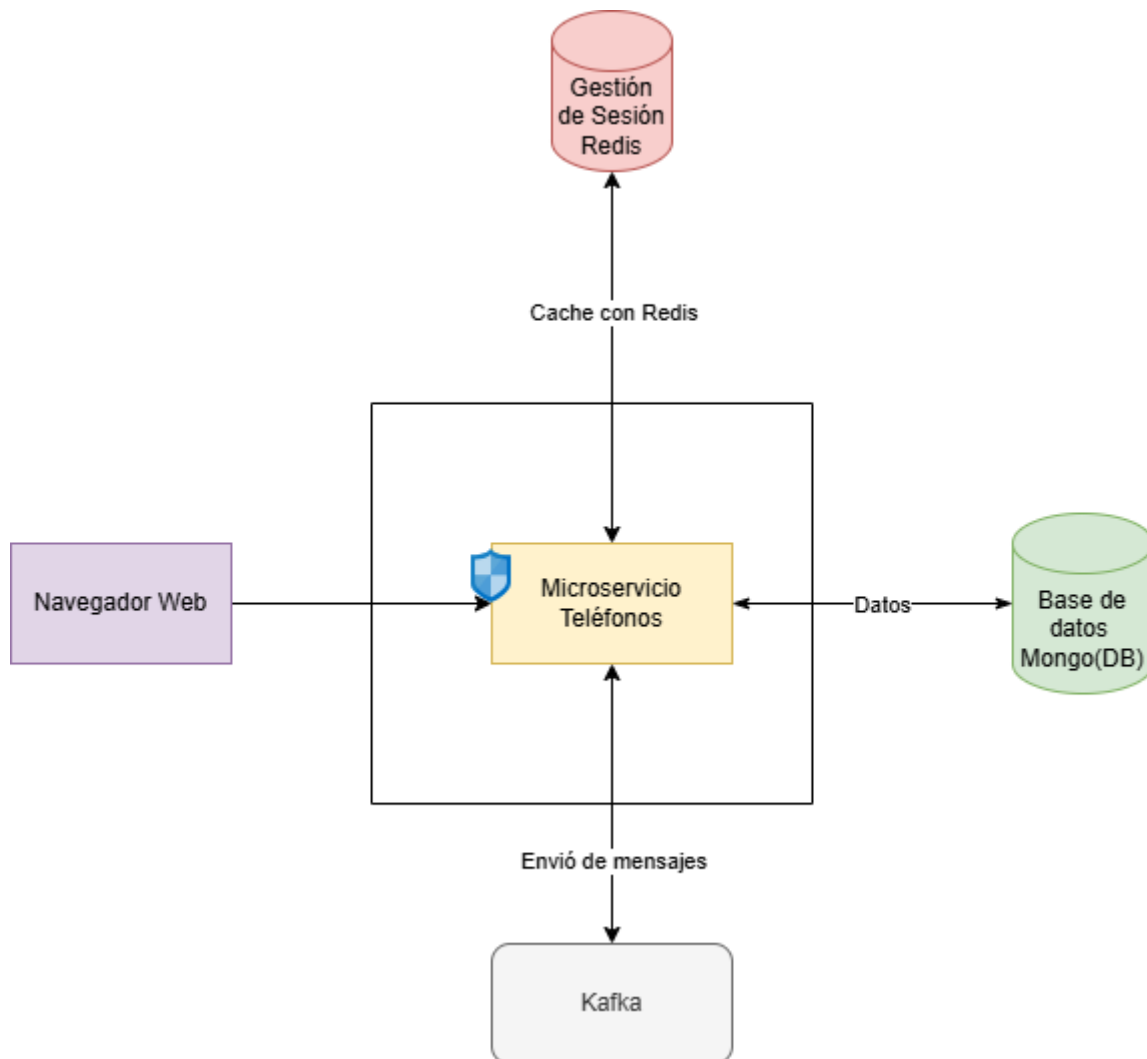 Gestión
de Sesión
Redis
Cache con Redis
Navegador Web
Microservicio
Teléfonos
Datos
Base de
datos
Mongo(DB)
Envió de mensajes
Kafka